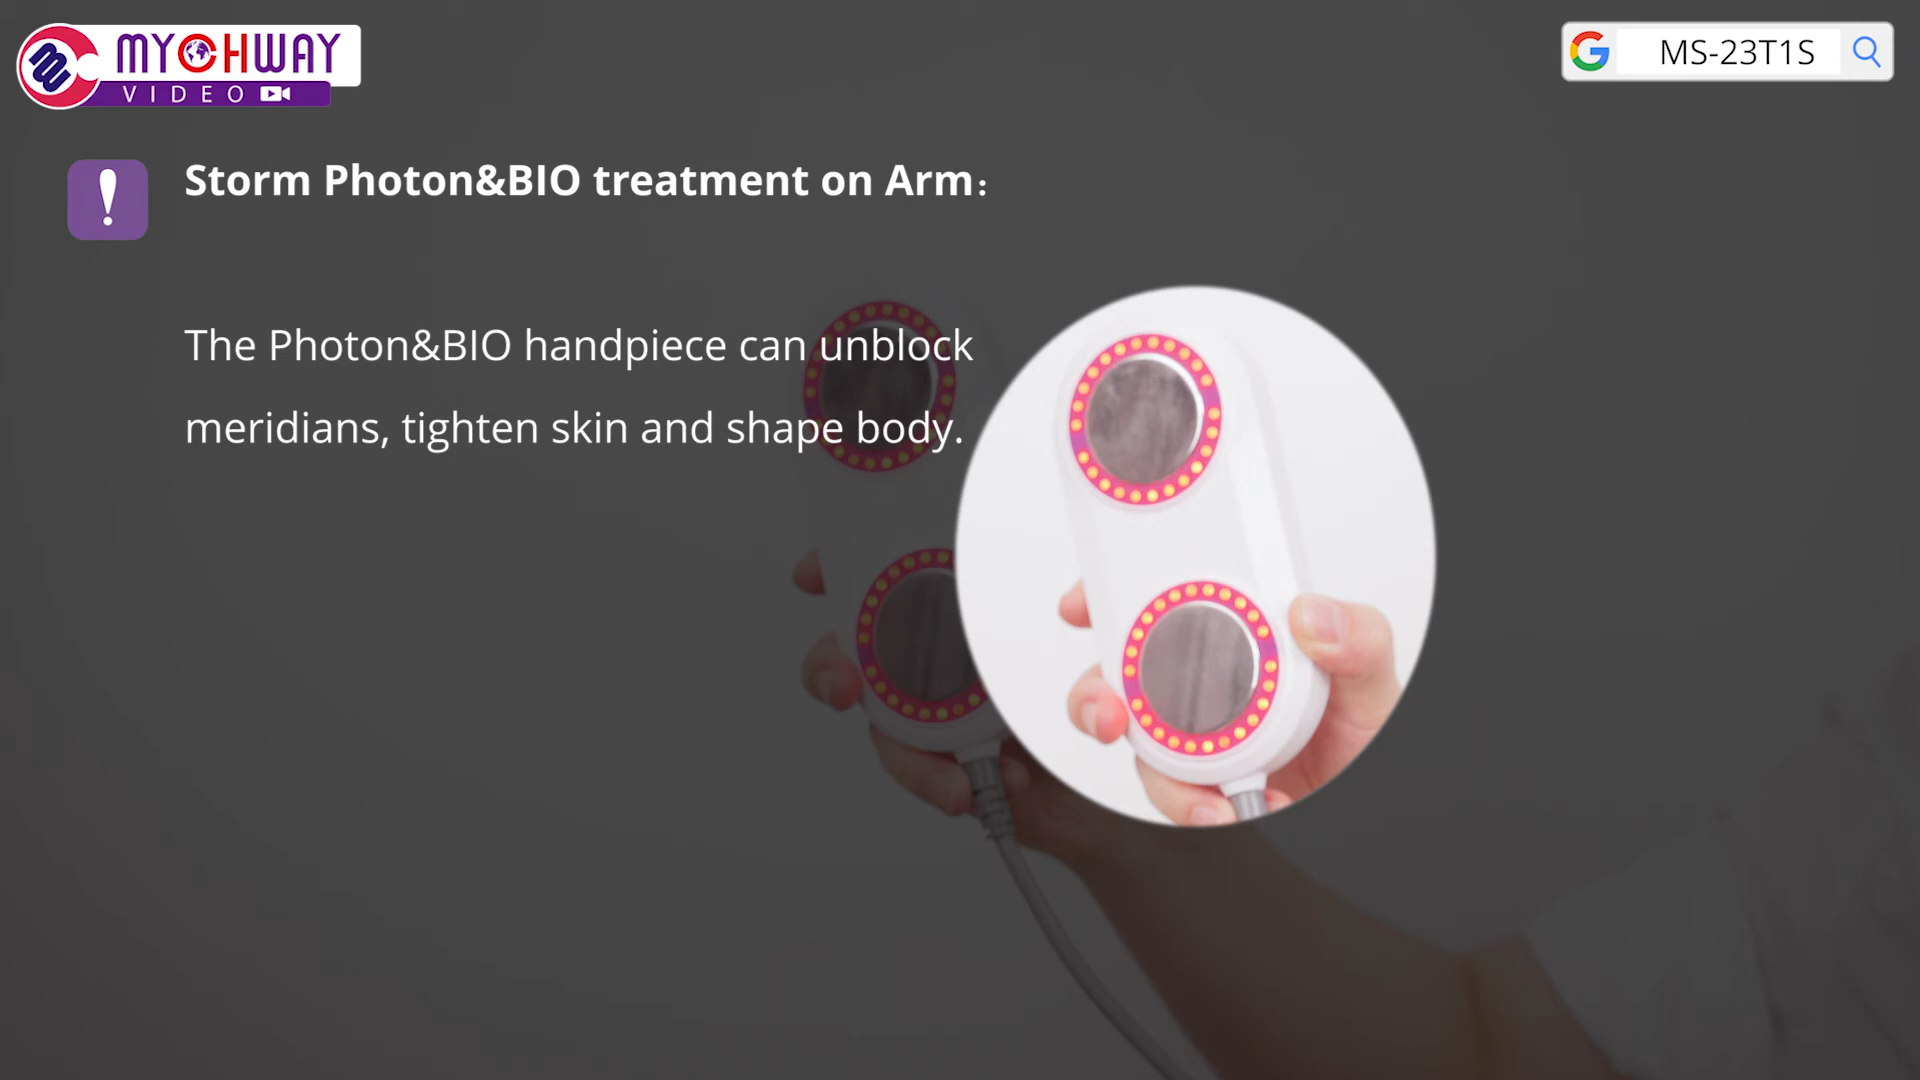 MYCHWAY
VIDEO
MS-23T1S
Storm Photon&BIO treatment on Arm：
The Photon&BIO handpiece can unblock
meridians, tighten skin and shape body.